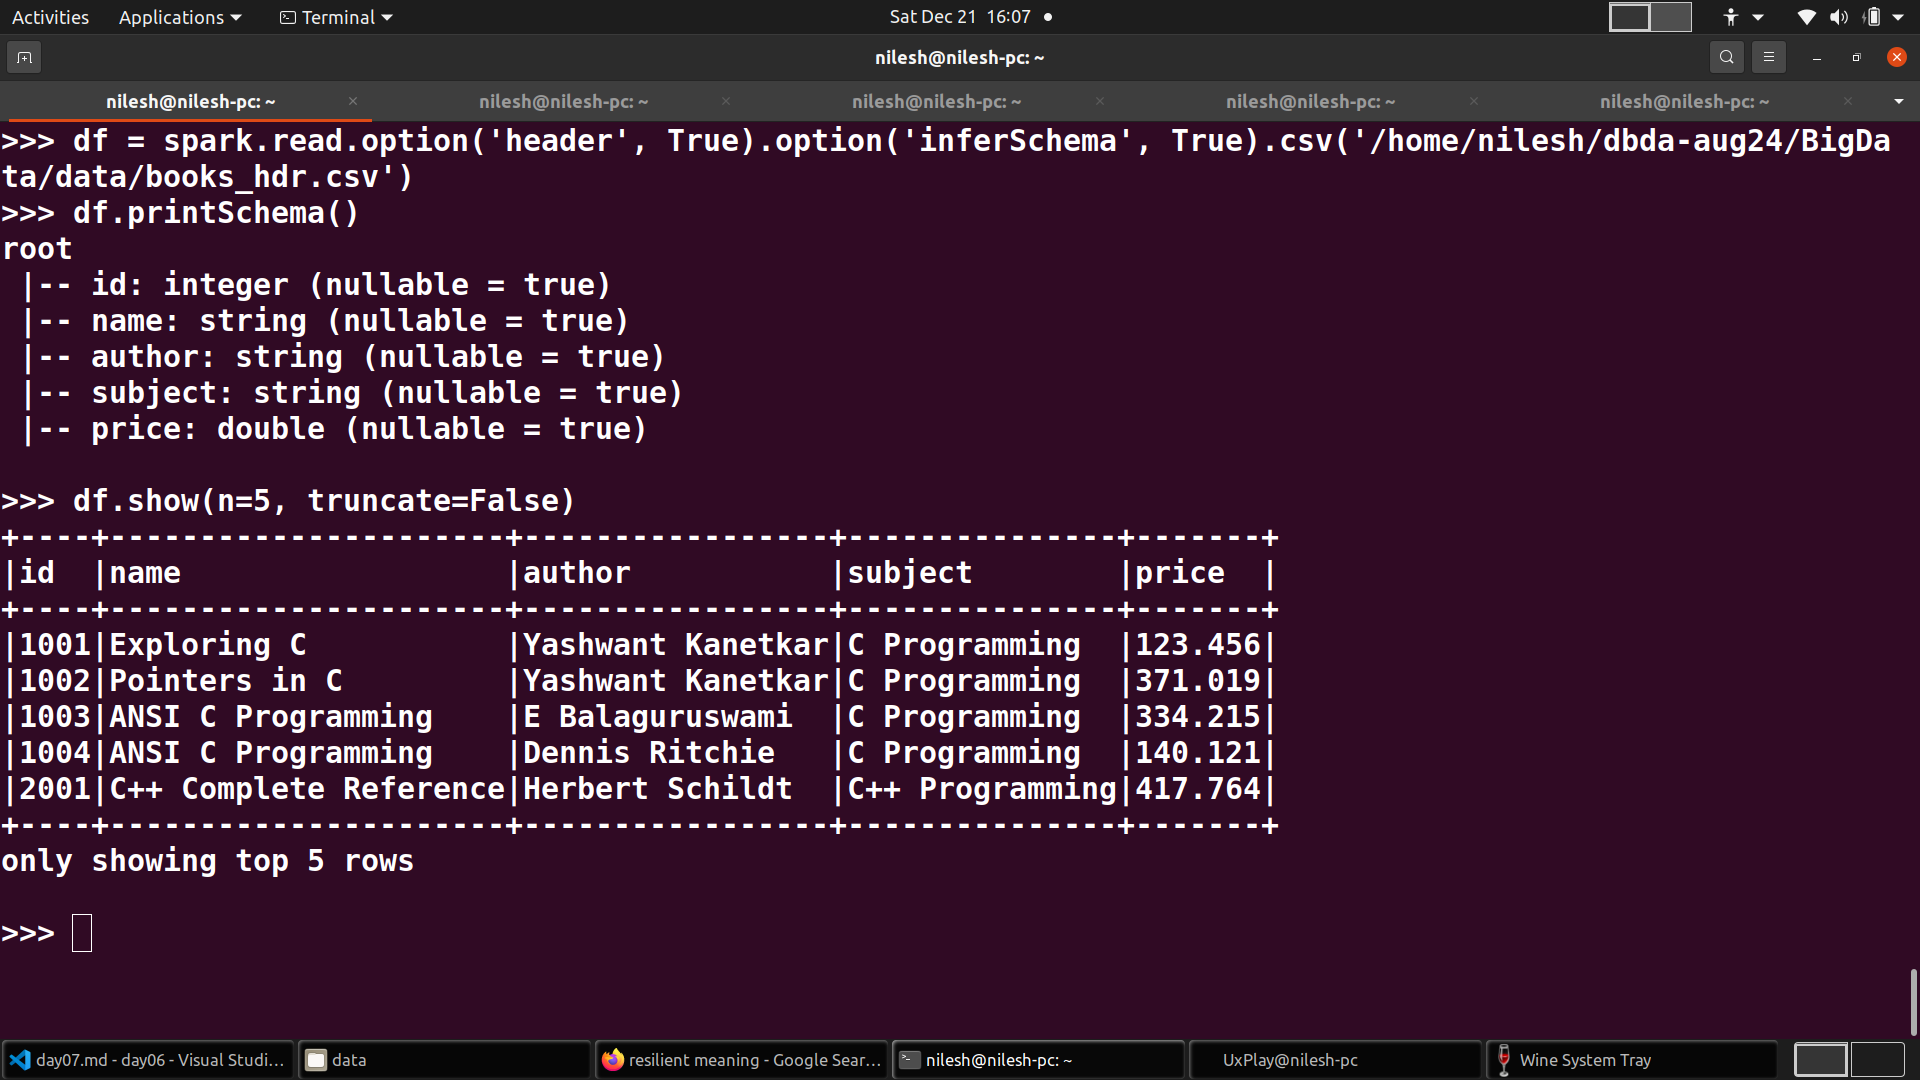 Activities Applications Terminal Sat Dec 21 16:07
nilesh@nilesh-pc: ~
nilesh@nilesh-pc: ~ × nilesh@nilesh-pc: ~ × nilesh@nilesh-pc: ~ × nilesh@nilesh-pc: ~ × nilesh@nilesh-pc: ~ ×
>>> df = spark.read.option('header', True).option('inferSchema', True).csv('/home/nilesh/dbda-aug24/BigDa
ta/data/books_hdr.csv')
>>> df.printSchema()
root
 |-- id: integer (nullable = true)
 |-- name: string (nullable = true)
 |-- author: string (nullable = true)
 |-- subject: string (nullable = true)
 |-- price: double (nullable = true)

>>> df.show(n=5, truncate=False)
+----+----------------------+-----------------+---------------+-------+
|id  |name                  |author           |subject        |price  |
+----+----------------------+-----------------+---------------+-------+
|1001|Exploring C           |Yashwant Kanetkar|C Programming  |123.456|
|1002|Pointers in C         |Yashwant Kanetkar|C Programming  |371.019|
|1003|ANSI C Programming    |E Balaguruswami  |C Programming  |334.215|
|1004|ANSI C Programming    |Dennis Ritchie   |C Programming  |140.121|
|2001|C++ Complete Reference|Herbert Schildt  |C++ Programming|417.764|
+----+----------------------+-----------------+---------------+-------+
only showing top 5 rows

>>>
day07.md - day06 - Visual Studi... data resilient meaning - Google Sear... nilesh@nilesh-pc: ~ UxPlay@nilesh-pc Wine System Tray